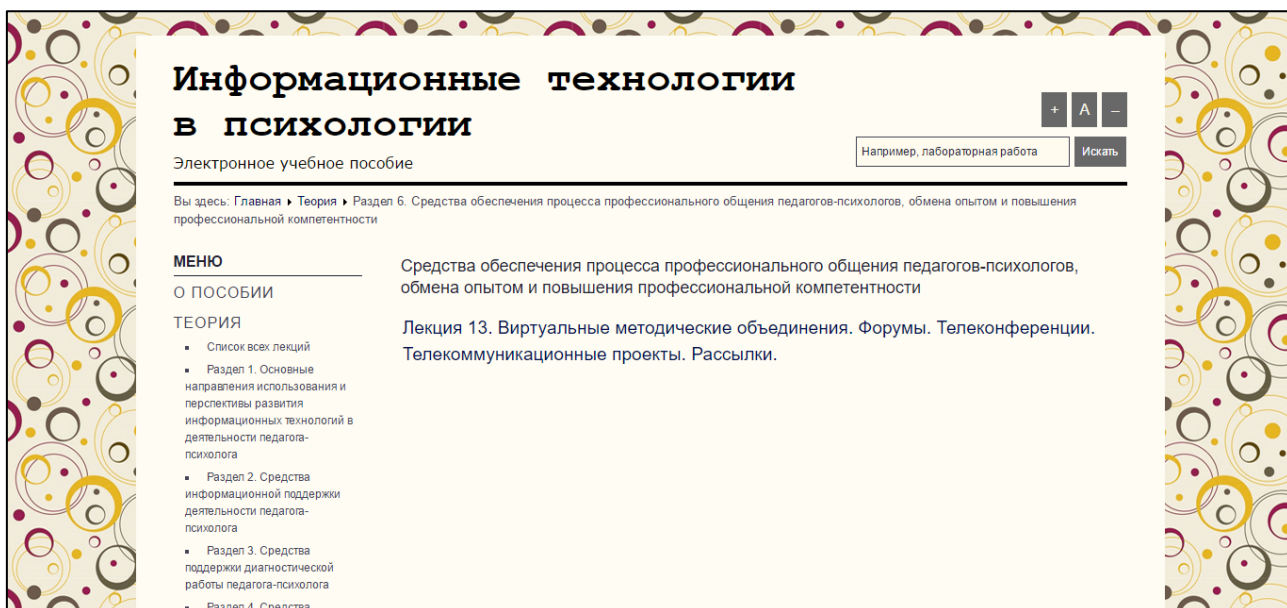 Информационные технологии
в психологии
Электронное учебное пособие
+ A –
Например, лабораторная работа
Искать
Вы здесь: Главная ▸ Теория ▸ Раздел 6. Средства обеспечения процесса профессионального общения педагогов-психологов, обмена опытом и повышения
профессиональной компетентности
МЕНЮ
О ПОСОБИИ
ТЕОРИЯ
▪ Список всех лекций
▪ Раздел 1. Основные
направления использования и
перспективы развития
информационных технологий в
деятельности педагога-
психолога
▪ Раздел 2. Средства
информационной поддержки
деятельности педагога-
психолога
▪ Раздел 3. Средства
поддержки диагностической
работы педагога-психолога
▪ Раздел 4. Средства
Средства обеспечения процесса профессионального общения педагогов-психологов,
обмена опытом и повышения профессиональной компетентности
Лекция 13. Виртуальные методические объединения. Форумы. Телеконференции.
Телекоммуникационные проекты. Рассылки.